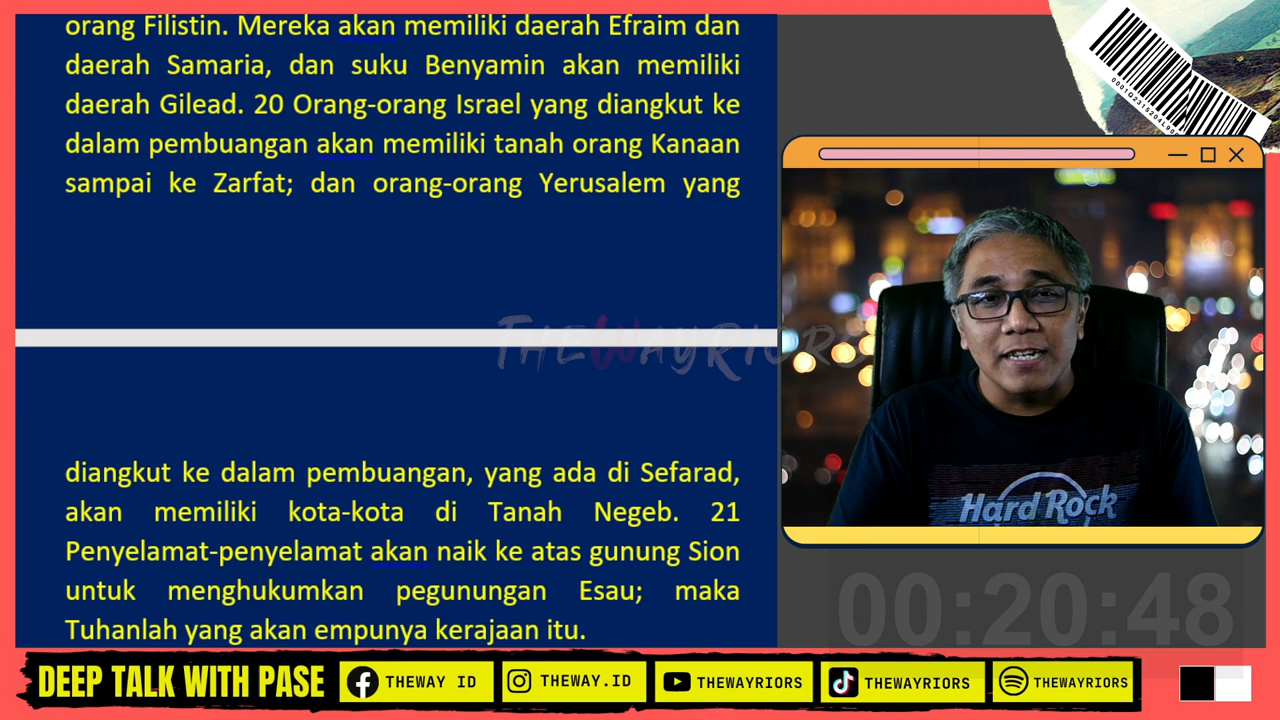 orang Filistin. Mereka akan memiliki daerah Efraim dan
daerah Samaria, dan suku Benyamin akan memiliki
daerah Gilead. 20 Orang-orang Israel yang diangkut ke
dalam pembuangan akan memiliki tanah orang Kanaan
sampai ke Zarfat; dan orang-orang Yerusalem yang
diangkut ke dalam pembuangan, yang ada di Sefarad,
akan memiliki kota-kota di Tanah Negeb. 21
Penyelamat-penyelamat akan naik ke atas gunung Sion
untuk menghukumkan pegunungan Esau; maka
Tuhanlah yang akan empunya kerajaan itu.
THEWAYRIORS
Hard Rock
00:20:48
DEEP TALK WITH PASE
THEWAY ID
THEWAY.ID
THEWAYRIORS
THEWAYRIORS
THEWAYRIORS